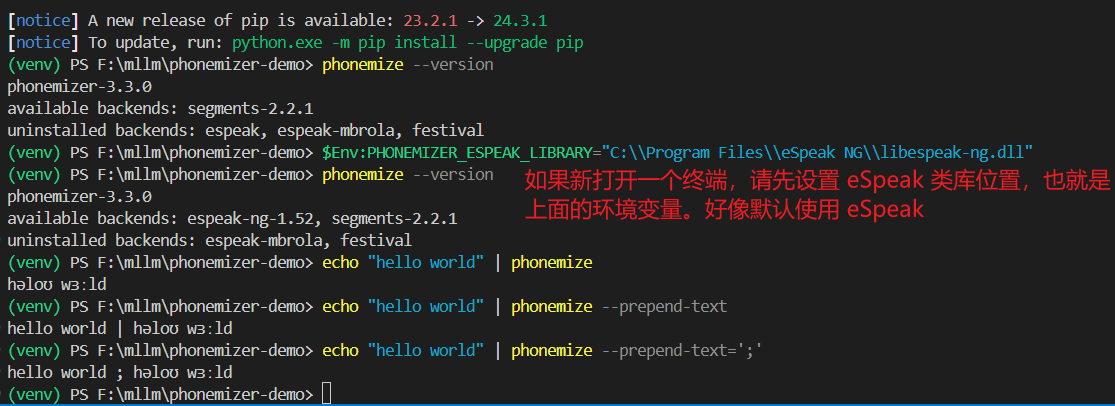 [notice] A new release of pip is available: 23.2.1 -> 24.3.1
[notice] To update, run: python.exe -m pip install --upgrade pip
(venv) PS F:\mllm\phonemizer-demo> phonemize --version
phonemizer-3.3.0
available backends: segments-2.2.1
uninstalled backends: espeak, espeak-mbrola, festival
(venv) PS F:\mllm\phonemizer-demo> $Env:PHONEMIZER_ESPEAK_LIBRARY="C:\\Program Files\\eSpeak NG\\libespeak-ng.dll"
(venv) PS F:\mllm\phonemizer-demo> phonemize --version
phonemizer-3.3.0
available backends: espeak-ng-1.52, segments-2.2.1
uninstalled backends: espeak-mbrola, festival
如果新打开一个终端，请先设置 eSpeak 类库位置，也就是
上面的环境变量。好像默认使用 eSpeak
(venv) PS F:\mllm\phonemizer-demo> echo "hello world" | phonemize
həloʊ wɜːld
(venv) PS F:\mllm\phonemizer-demo> echo "hello world" | phonemize --prepend-text
hello world | həloʊ wɜːld
(venv) PS F:\mllm\phonemizer-demo> echo "hello world" | phonemize --prepend-text=';'
hello world ; həloʊ wɜːld
(venv) PS F:\mllm\phonemizer-demo>